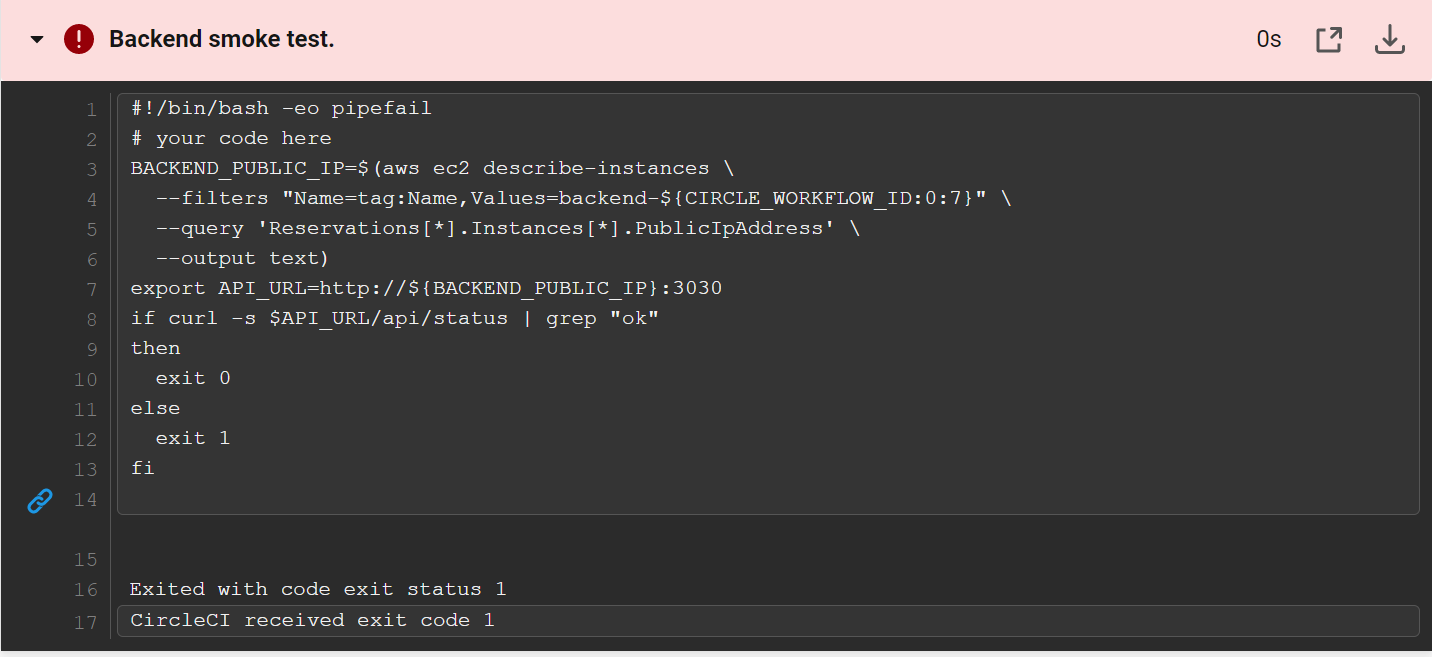 Backend smoke test.
0s
1 #!/bin/bash -eo pipefail
2 # your code here
3 BACKEND_PUBLIC_IP=$(aws ec2 describe-instances \
4   --filters "Name=tag:Name,Values=backend-${CIRCLE_WORKFLOW_ID:0:7}" \
5   --query 'Reservations[*].Instances[*].PublicIpAddress' \
6   --output text)
7 export API_URL=http://${BACKEND_PUBLIC_IP}:3030
8 if curl -s $API_URL/api/status | grep "ok"
9 then
10   exit 0
11 else
12   exit 1
13 fi
14
15
16 Exited with code exit status 1
17 CircleCI received exit code 1